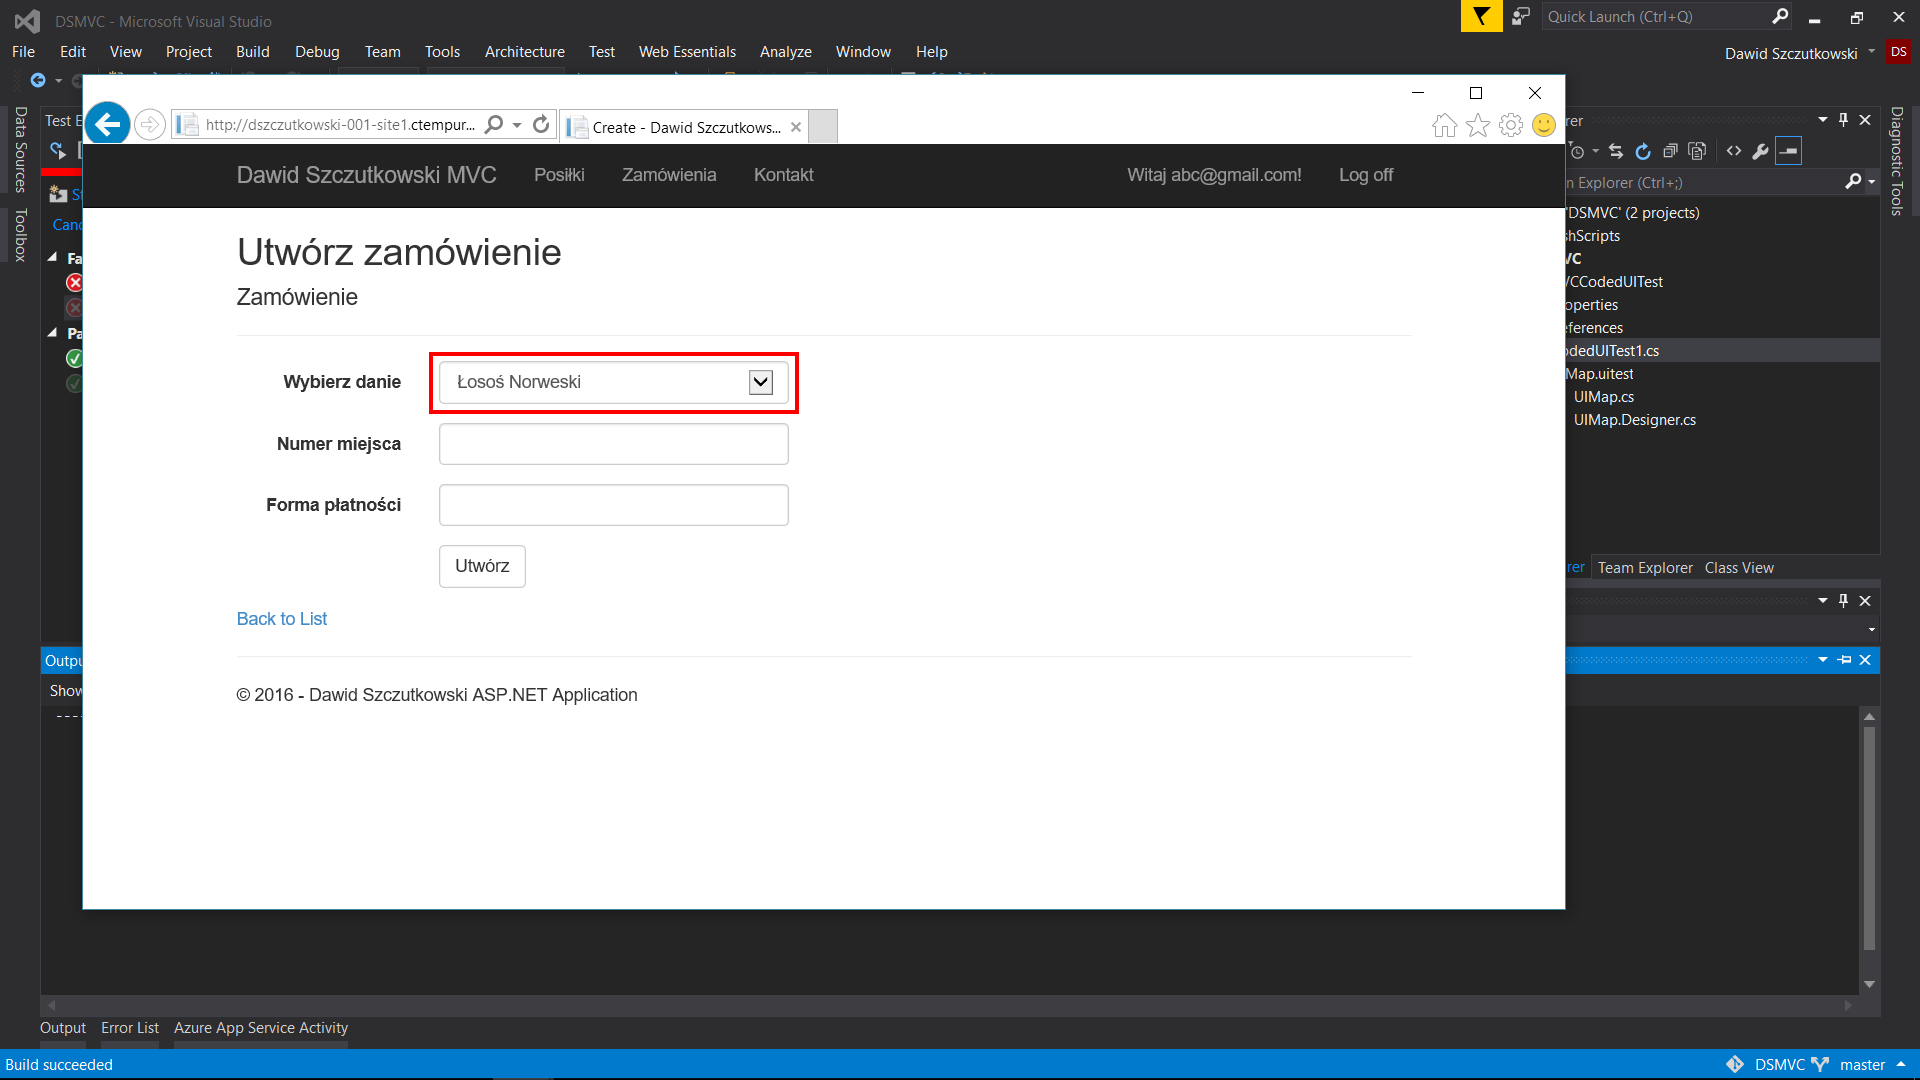 DSMVC - Microsoft Visual Studio
Quick Launch (Ctrl+Q)
File Edit View Project Build Debug Team Tools Architecture Test Web Essentials Analyze Window Help
Dawid Szczutkowski DS
Data Sources
Toolbox
Test E
St
Canc
Fa
Pa
http://dszczutkowski-001-site1.ctempur...
Create - Dawid Szczutkows...
Dawid Szczutkowski MVC Posiłki Zamówienia Kontakt Witaj abc@gmail.com! Log off
Utwórz zamówienie
Zamówienie
Wybierz danie Łosoś Norweski
Numer miejsca
Forma płatności
Utwórz
Back to List
© 2016 - Dawid Szczutkowski ASP.NET Application
rer
n Explorer (Ctrl+;)
'DSMVC' (2 projects)
shScripts
VC
VCCodedUITest
operties
eferences
odedUITest1.cs
Map.uitest
UIMap.cs
UIMap.Designer.cs
rer Team Explorer Class View
Diagnostic Tools
Outpu
Show
----
Output Error List Azure App Service Activity
Build succeeded
DSMVC master